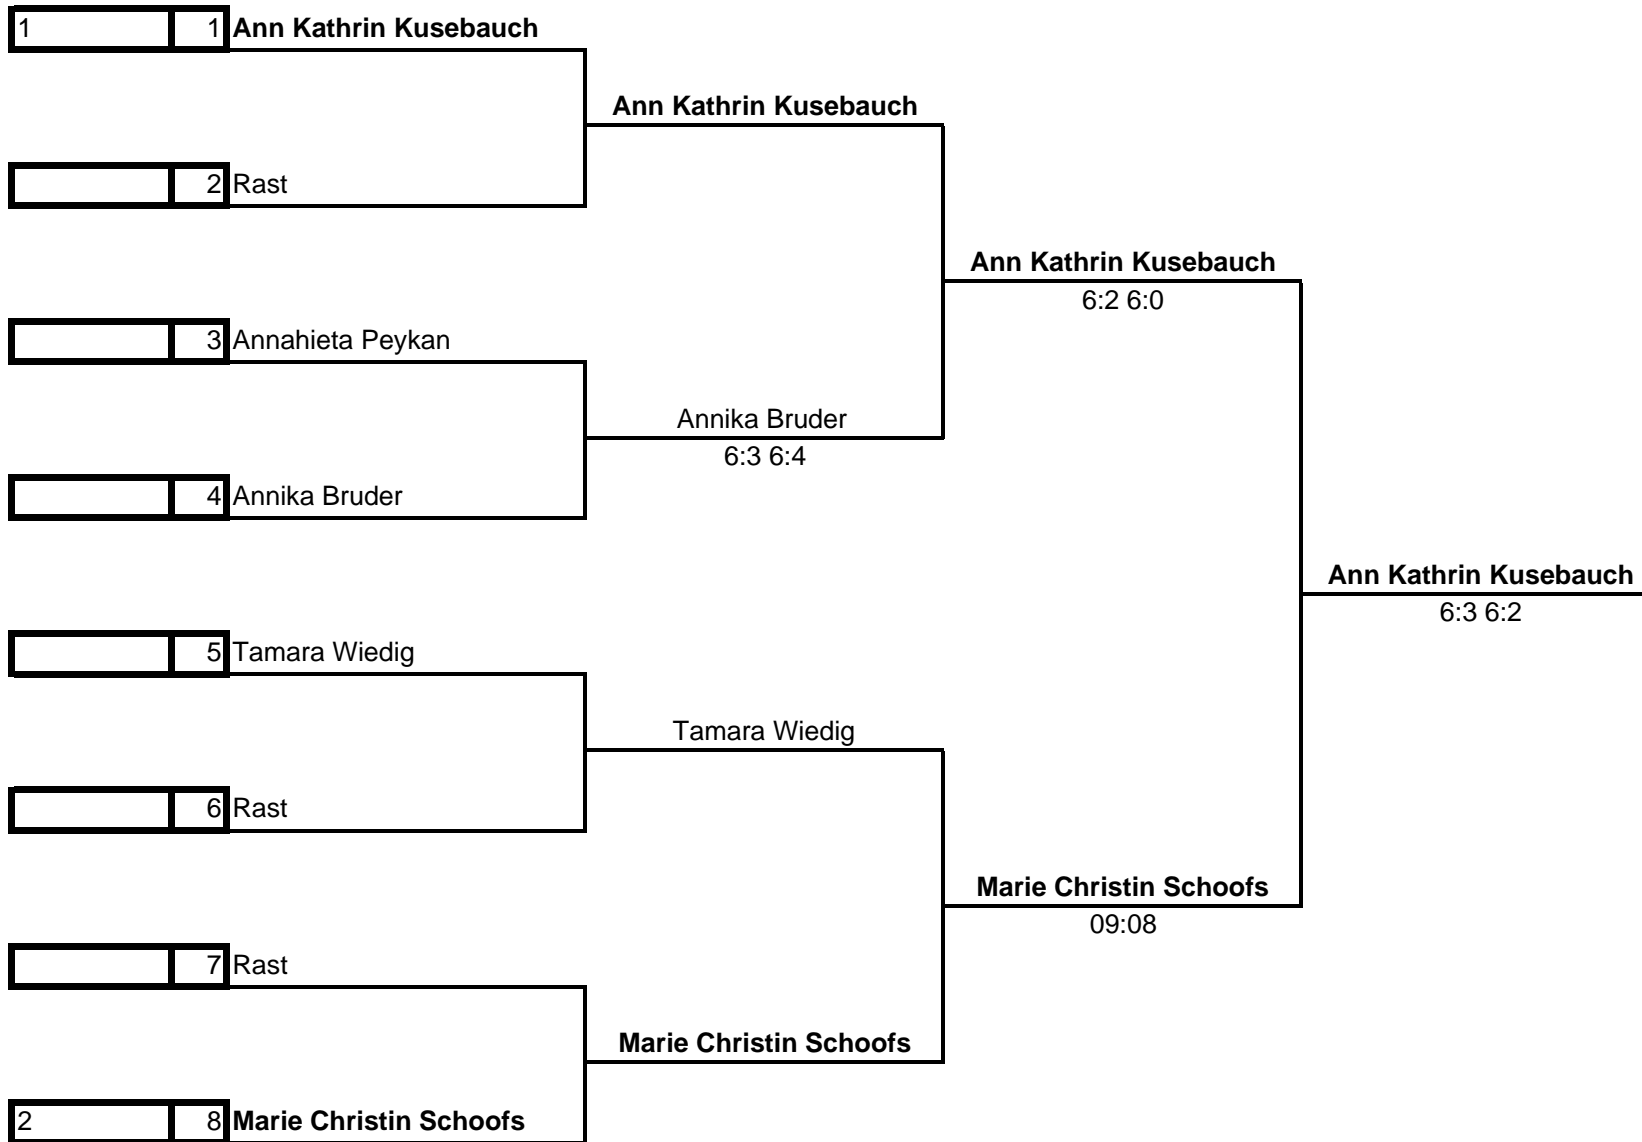 1 1 Ann Kathrin Kusebauch
Ann Kathrin Kusebauch
2 Rast
Ann Kathrin Kusebauch
6:2 6:0
3 Annahieta Peykan
Annika Bruder
6:3 6:4
4 Annika Bruder
Ann Kathrin Kusebauch
6:3 6:2
5 Tamara Wiedig
Tamara Wiedig
6 Rast
Marie Christin Schoofs
09:08
7 Rast
Marie Christin Schoofs
2 8 Marie Christin Schoofs